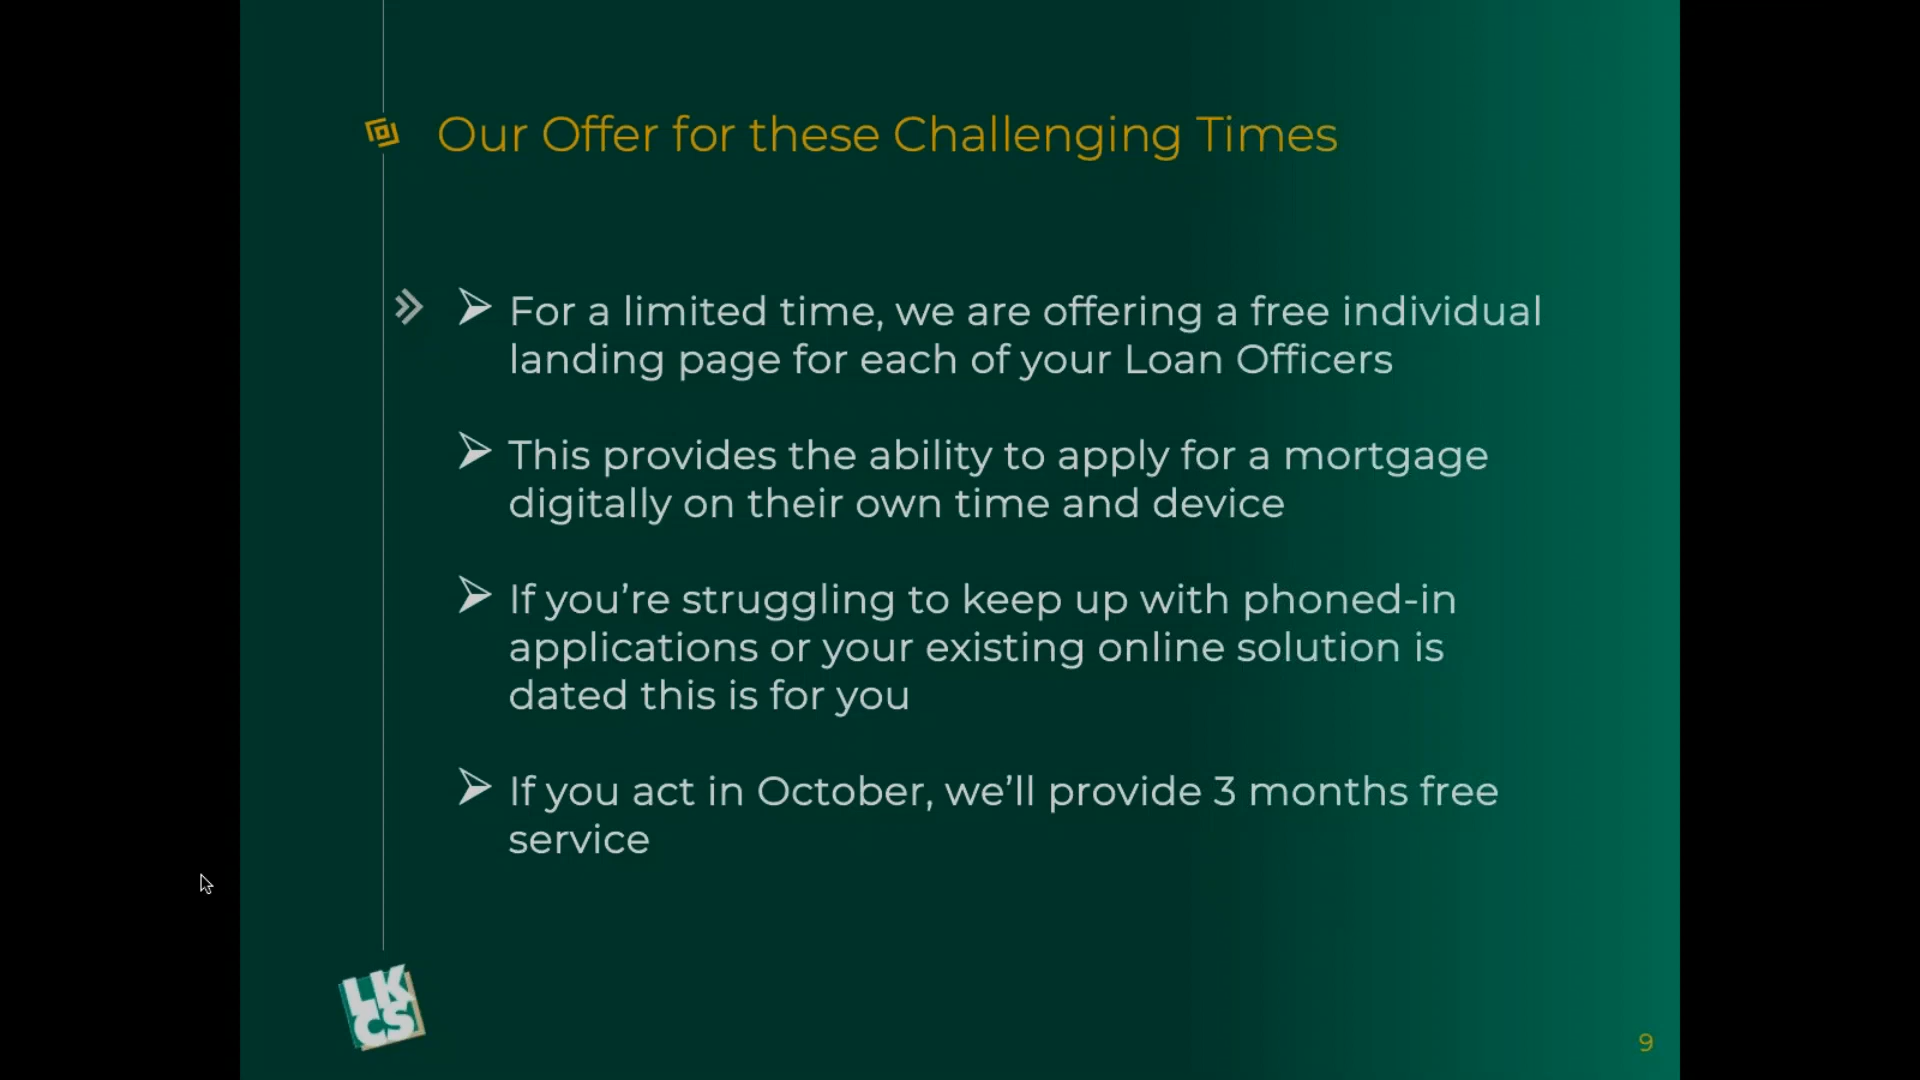 Our Offer for these Challenging Times
For a limited time, we are offering a free individual
landing page for each of your Loan Officers
This provides the ability to apply for a mortgage
digitally on their own time and device
If you’re struggling to keep up with phoned-in
applications or your existing online solution is
dated this is for you
If you act in October, we’ll provide 3 months free
service
LK
CS
9